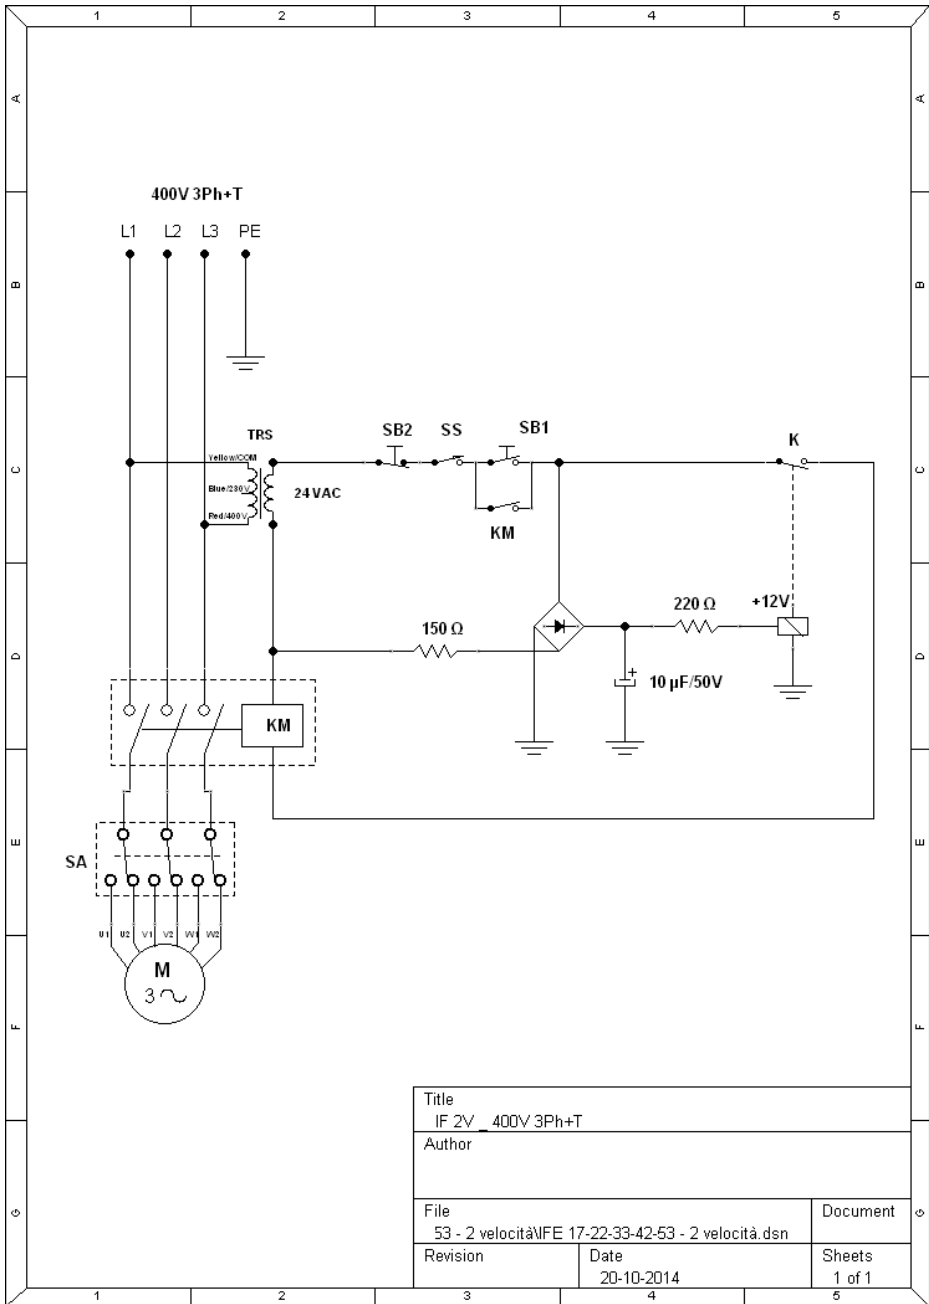 1 2 3 4 5
A A
400V 3Ph+T
L1 L2 L3 PE
B B
TRS SB2 SS SB1 K
Yellow/COM
C C
Blue/230V 24VAC
Red/400V
KM
220 Ω +12V
150 Ω
D D
10 µF/50V
+
KM
E E
SA
U1 U2 V1 V2 W1 W2
M
3
F F
Title
IF 2V _ 400V 3Ph+T
Author
G G
File Document
53 - 2 velocità\IFE 17-22-33-42-53 - 2 velocità.dsn
Revision Date Sheets
20-10-2014 1 of 1
1 2 3 4 5